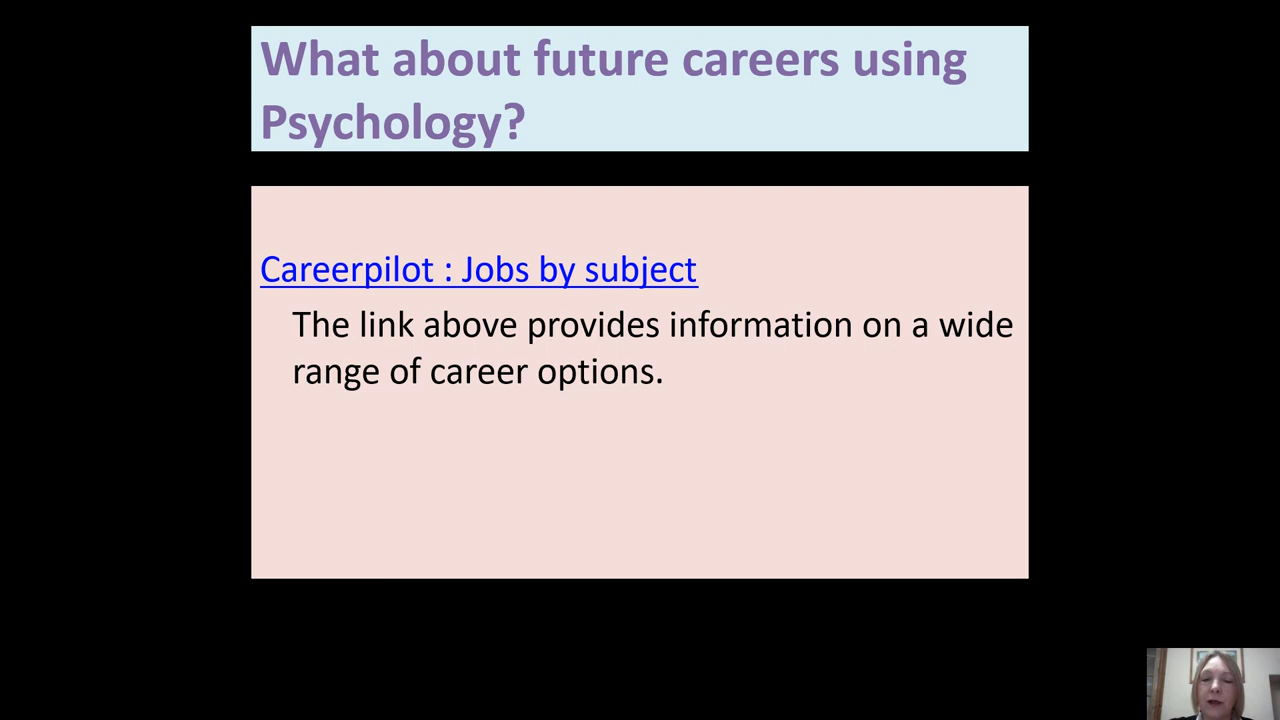 What about future careers using
Psychology?
Careerpilot : Jobs by subject
The link above provides information on a wide
range of career options.